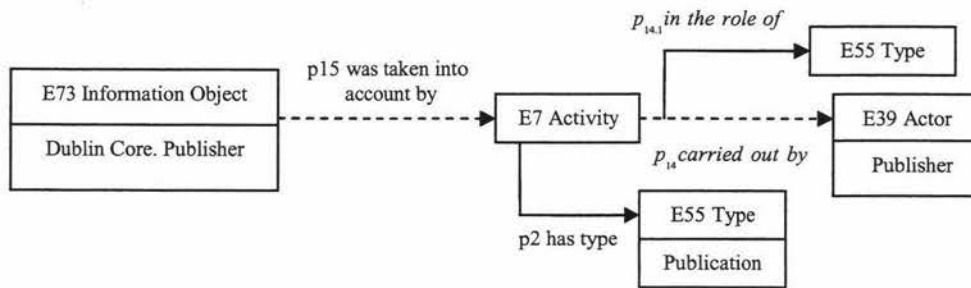 p14.1 in the role of
E55 Type
p15 was taken into
account by
E73 Information Object
E7 Activity
E39 Actor
Dublin Core. Publisher
p14 carried out by
Publisher
E55 Type
p2 has type
Publication